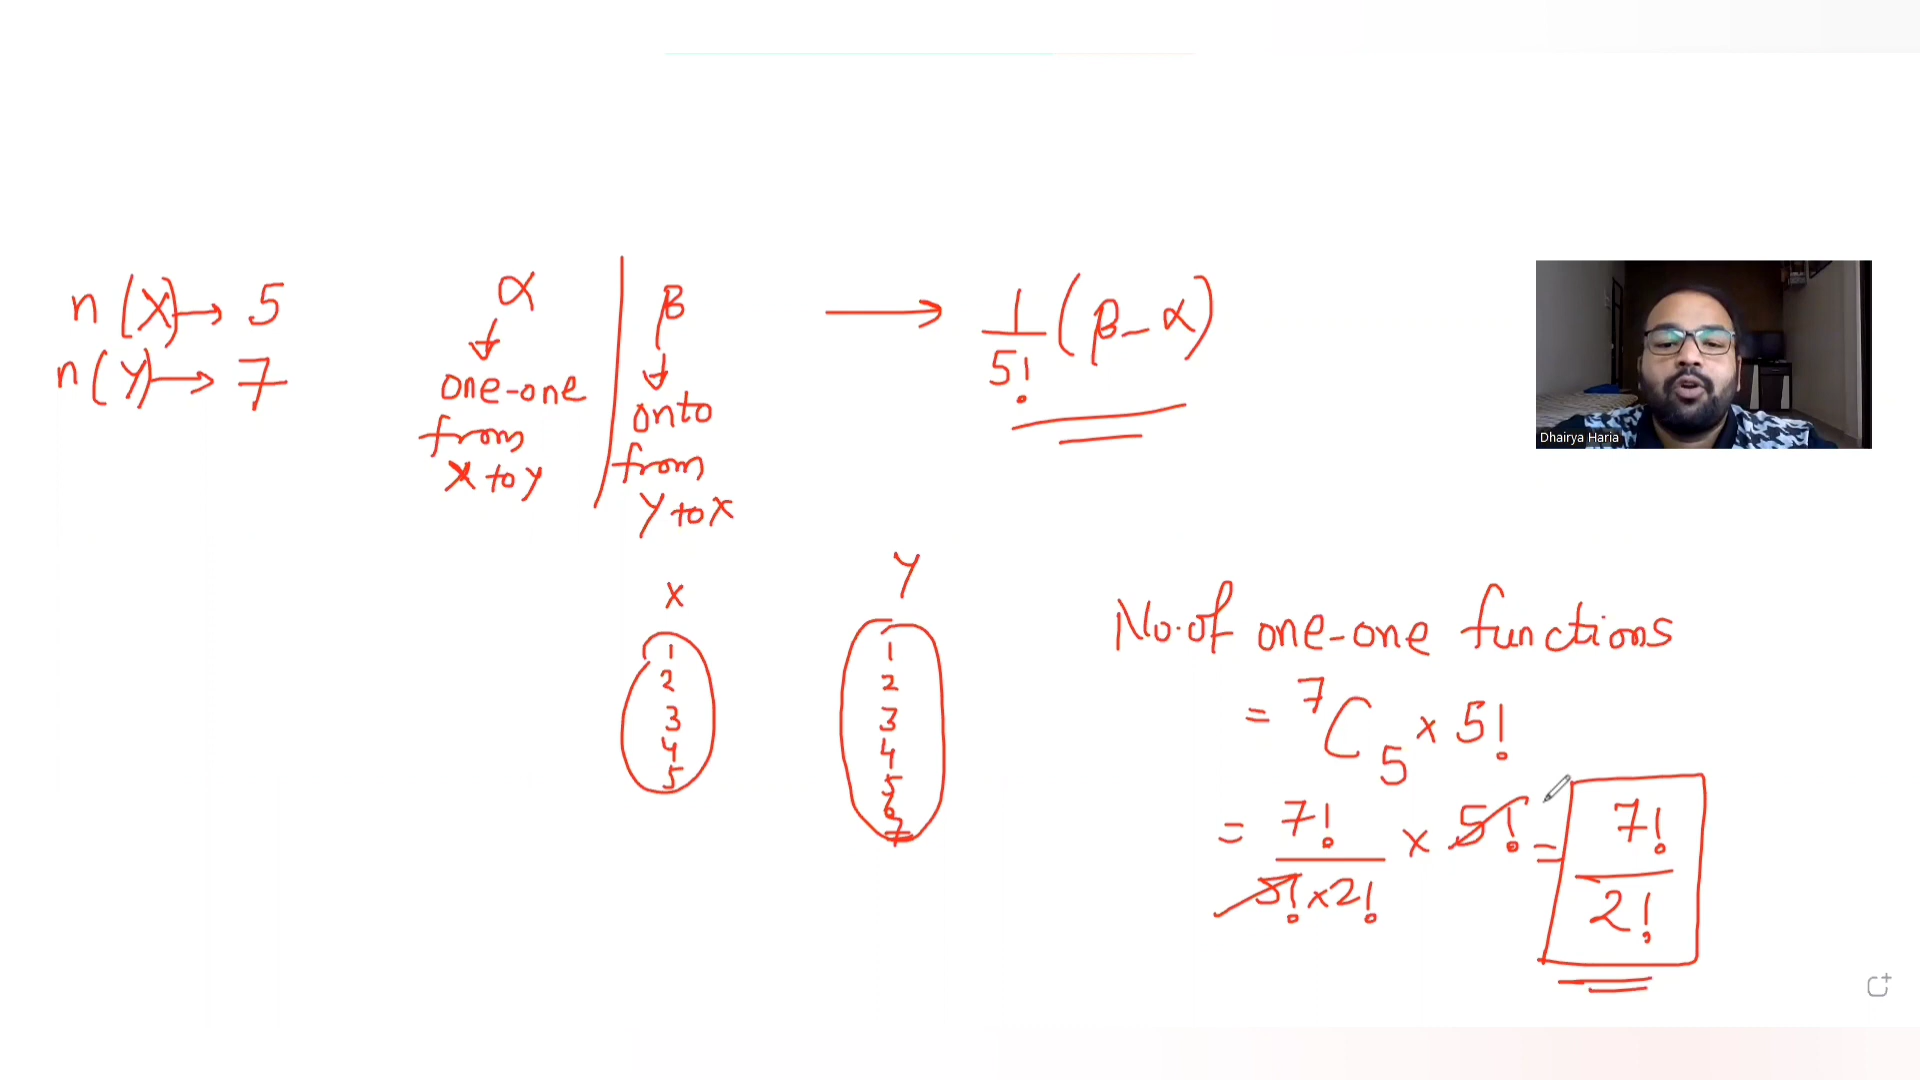 n(X) → 5
n(Y) → 7
α
↓
one-one
from
X to Y
β
↓
onto
from
Y to X
→ 1/5! (β - α)
X
1
2
3
4
5
Y
1
2
3
4
5
6
7
No. of one-one functions
= ⁷C₅ × 5!
= 7!/(5! × 2!) × 5! = 7!/2!
Dhairya Haria